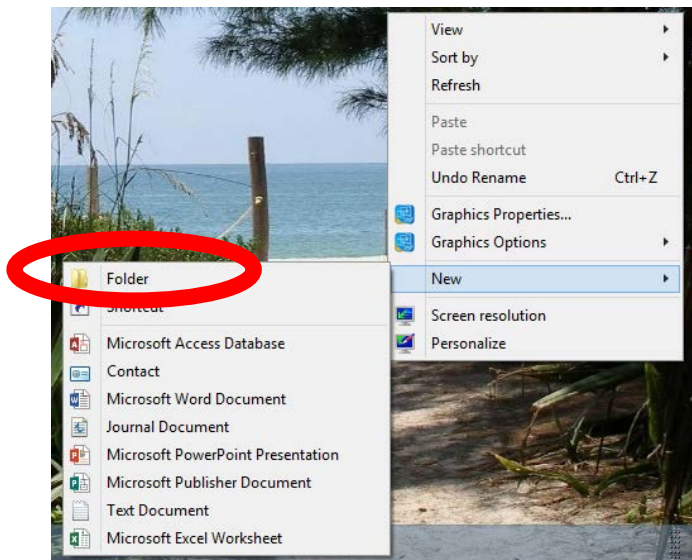 View
Sort by
Refresh
Paste
Paste shortcut
Undo Rename Ctrl+Z
Graphics Properties...
Graphics Options
New
Screen resolution
Personalize
Folder
Shortcut
Microsoft Access Database
Contact
Microsoft Word Document
Journal Document
Microsoft PowerPoint Presentation
Microsoft Publisher Document
Text Document
Microsoft Excel Worksheet